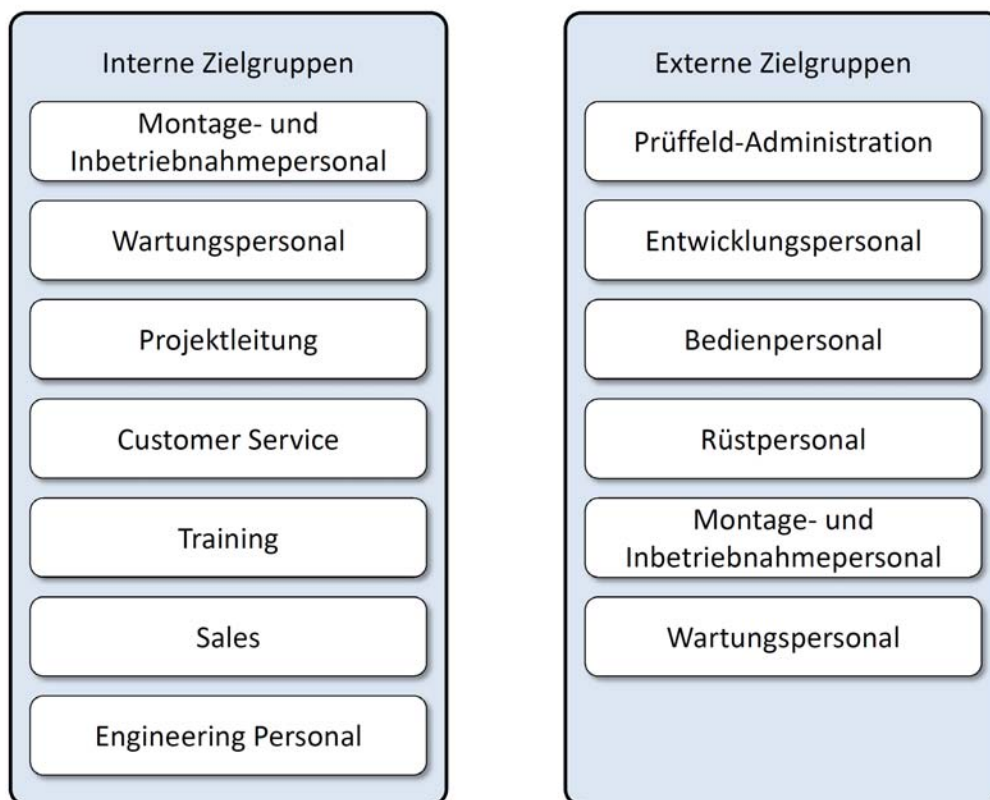 Interne Zielgruppen
Montage- und
Inbetriebnahmepersonal
Wartungspersonal
Projektleitung
Customer Service
Training
Sales
Engineering Personal
Externe Zielgruppen
Prüffeld-Administration
Entwicklungspersonal
Bedienpersonal
Rüstpersonal
Montage- und
Inbetriebnahmepersonal
Wartungspersonal